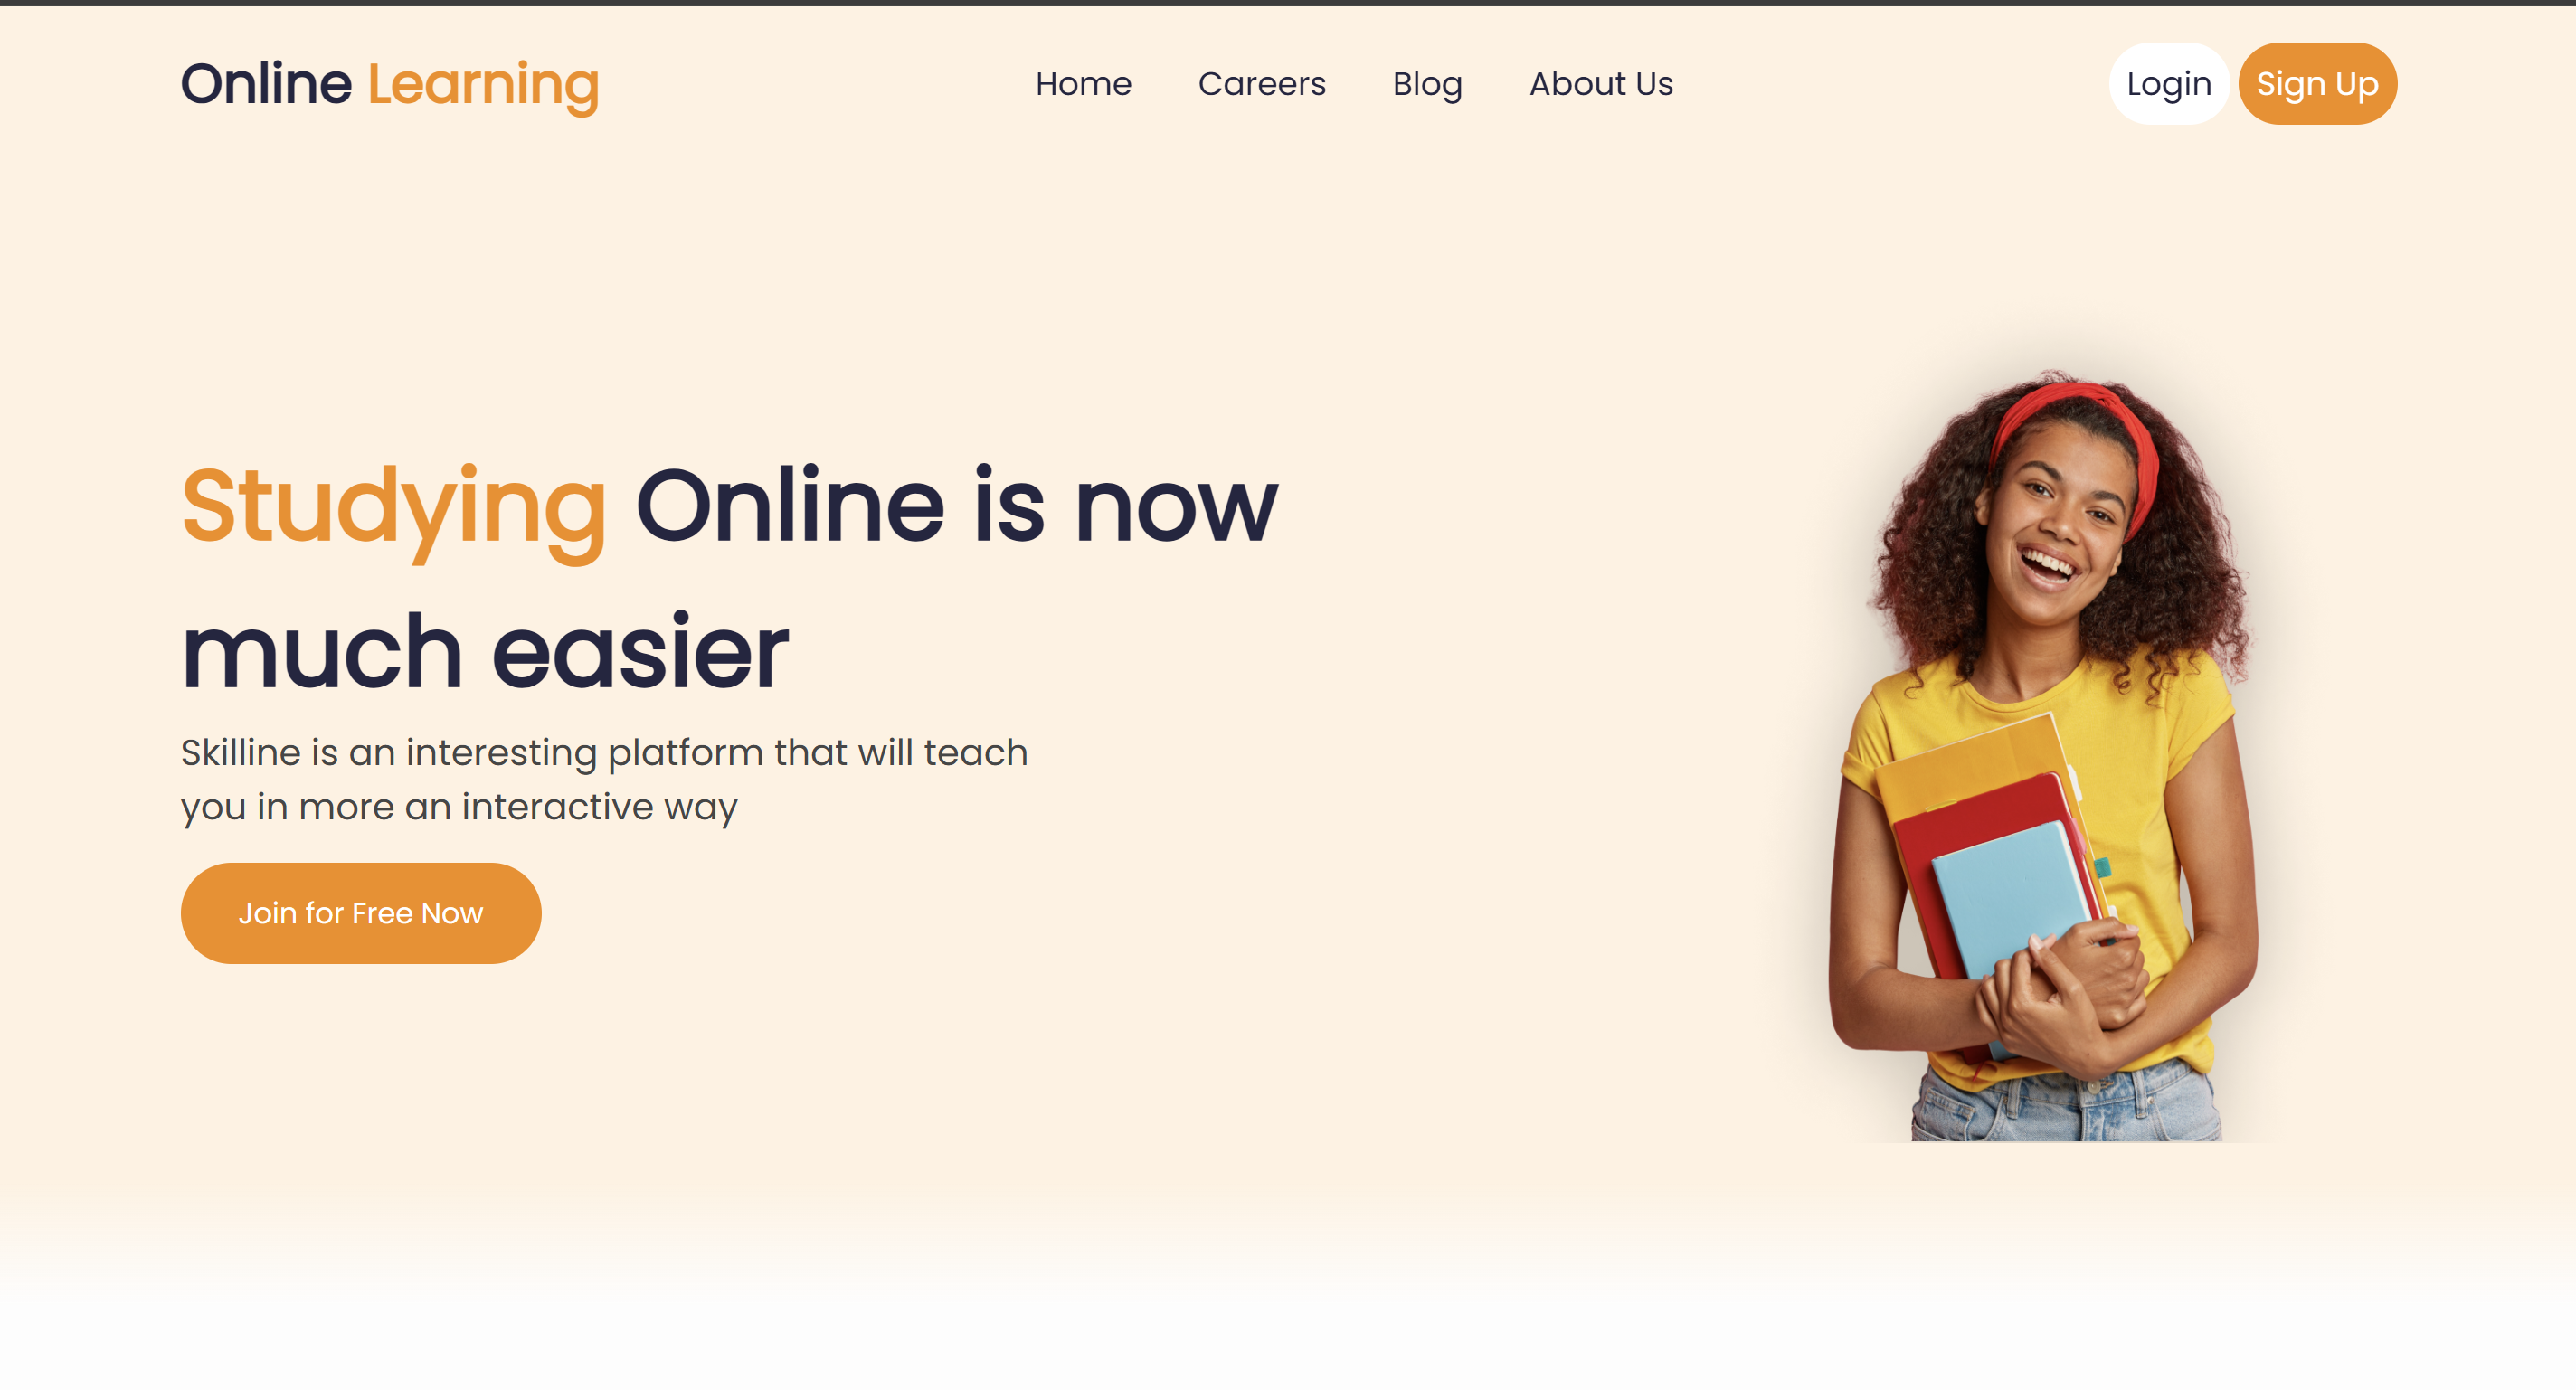 Online Learning
Home Careers Blog About Us
Login Sign Up
Studying Online is now
much easier
Skilline is an interesting platform that will teach
you in more an interactive way
Join for Free Now